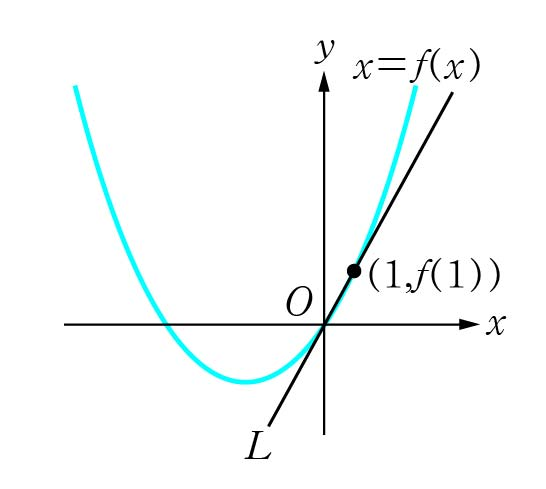 y
x=f(x)
(1,f(1))
O
x
L